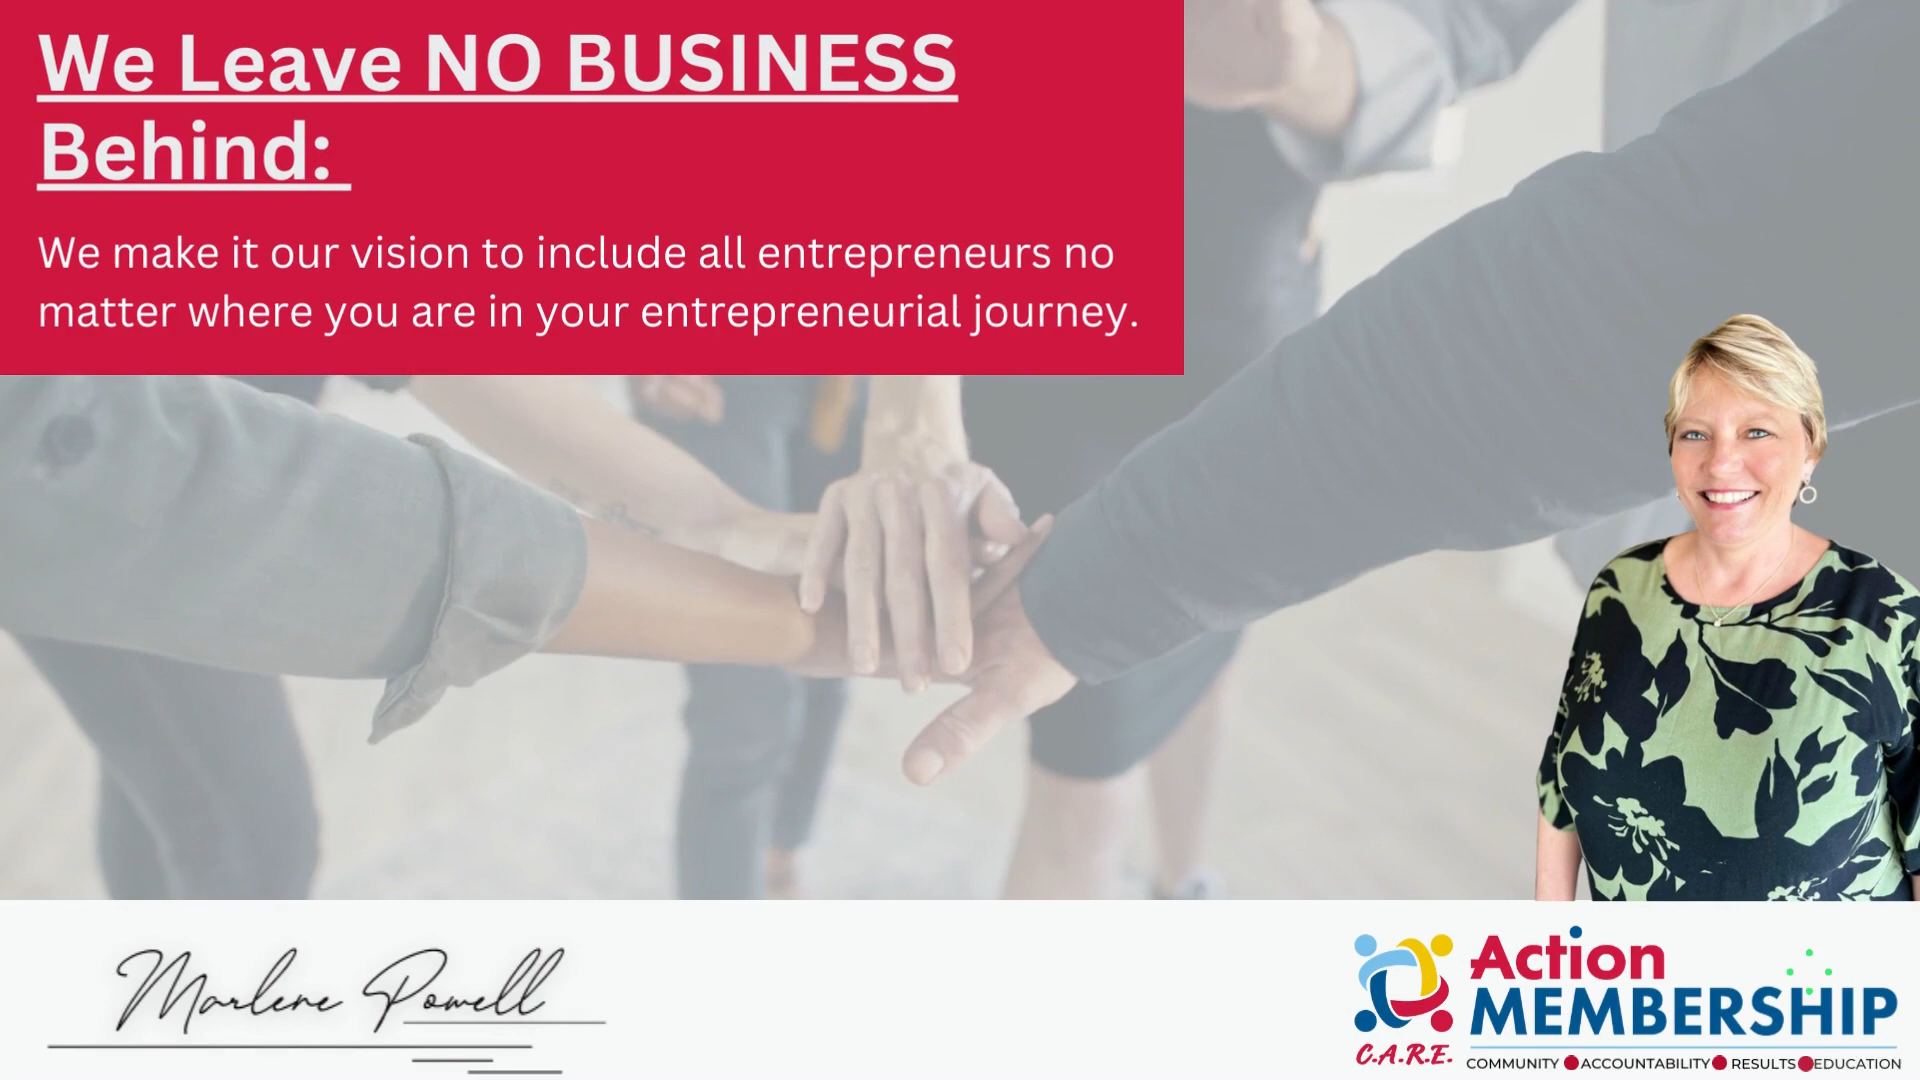 We Leave NO BUSINESS
Behind:
We make it our vision to include all entrepreneurs no
matter where you are in your entrepreneurial journey.
Marlene Powell
Action
MEMBERSHIP
C.A.R.E.
COMMUNITY ACCOUNTABILITY RESULTS EDUCATION